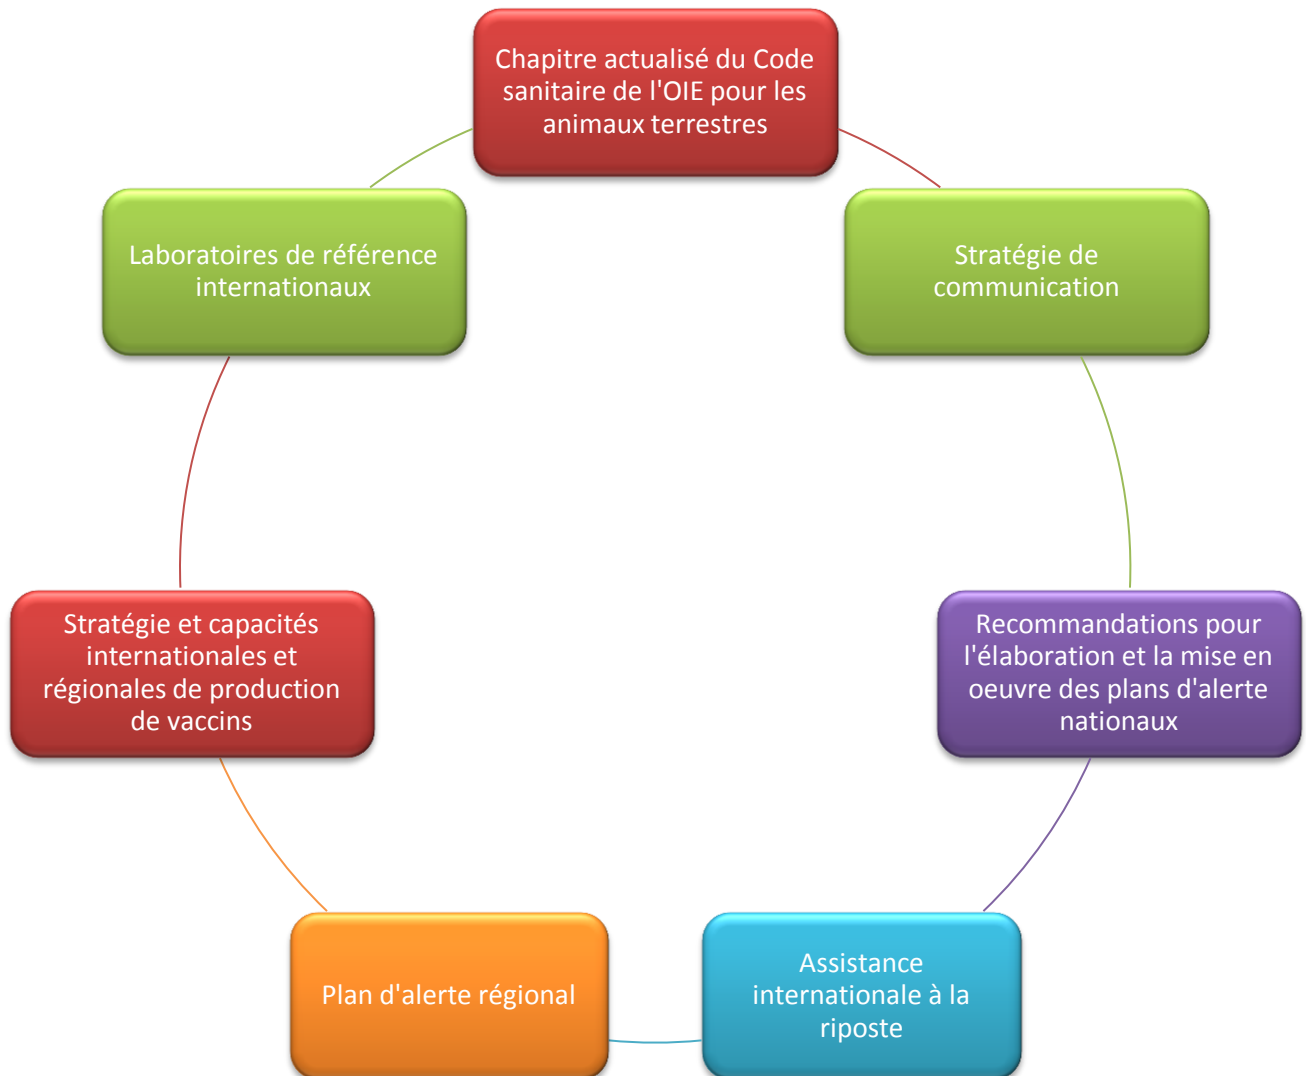 Chapitre actualisé du Code
sanitaire de l'OIE pour les
animaux terrestres
Stratégie de
communication
Recommandations pour
l'élaboration et la mise en
oeuvre des plans d'alerte
nationaux
Assistance
internationale à la
riposte
Plan d'alerte régional
Stratégie et capacités
internationales et
régionales de production
de vaccins
Laboratoires de référence
internationaux